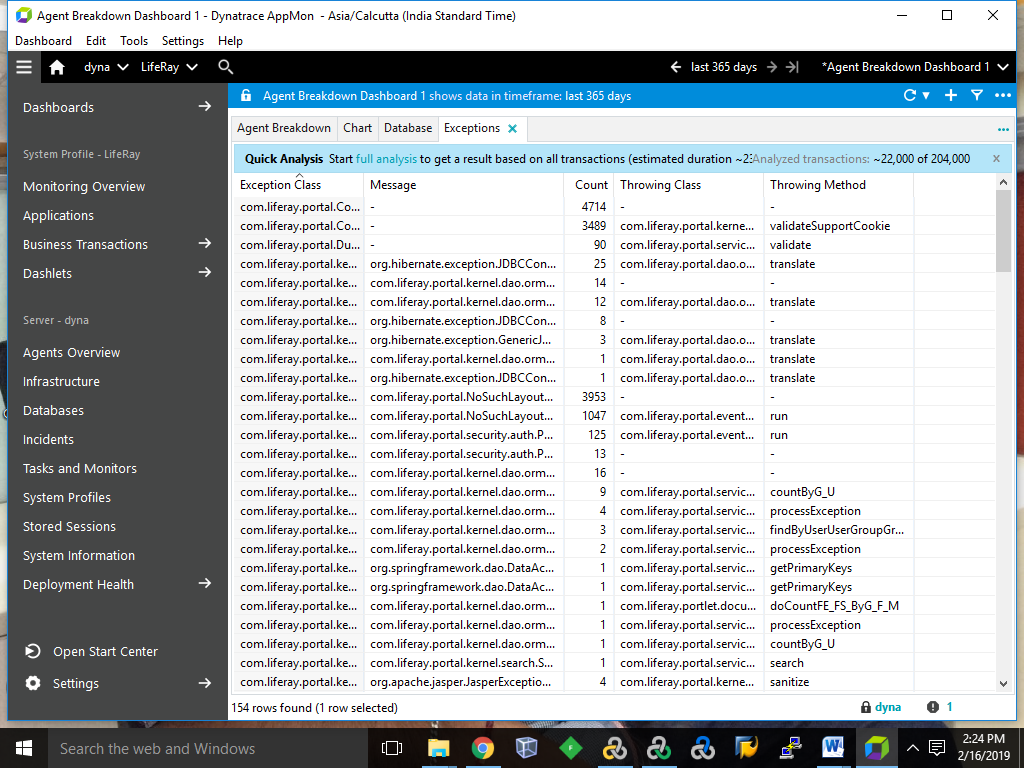 Agent Breakdown Dashboard 1 - Dynatrace AppMon - Asia/Calcutta (India Standard Time)
Dashboard Edit Tools Settings Help
dyna LifeRay last 365 days *Agent Breakdown Dashboard 1
Agent Breakdown Dashboard 1 shows data in timeframe: last 365 days
Dashboards
System Profile - LifeRay
Monitoring Overview
Applications
Business Transactions
Dashlets
Server - dyna
Agents Overview
Infrastructure
Databases
Incidents
Tasks and Monitors
System Profiles
Stored Sessions
System Information
Deployment Health
Open Start Center
Settings
Agent Breakdown Chart Database Exceptions
Quick Analysis Start full analysis to get a result based on all transactions (estimated duration ~23 Analyzed transactions: ~22,000 of 204,000
Exception Class Message Count Throwing Class Throwing Method
com.liferay.portal.Co... - 4714 - -
com.liferay.portal.Co... - 3489 com.liferay.portal.kerne... validateSupportCookie
com.liferay.portal.Du... - 90 com.liferay.portal.servic... validate
com.liferay.portal.ke... org.hibernate.exception.JDBCCon... 25 com.liferay.portal.dao.o... translate
com.liferay.portal.ke... com.liferay.portal.kernel.dao.orm... 14 - -
com.liferay.portal.ke... com.liferay.portal.kernel.dao.orm... 12 com.liferay.portal.dao.o... translate
com.liferay.portal.ke... org.hibernate.exception.JDBCCon... 8 - -
com.liferay.portal.ke... org.hibernate.exception.GenericJ... 3 com.liferay.portal.dao.o... translate
com.liferay.portal.ke... com.liferay.portal.kernel.dao.orm... 1 com.liferay.portal.dao.o... translate
com.liferay.portal.ke... org.hibernate.exception.JDBCCon... 1 com.liferay.portal.dao.o... translate
com.liferay.portal.ke... com.liferay.portal.NoSuchLayout... 3953 - -
com.liferay.portal.ke... com.liferay.portal.NoSuchLayout... 1047 com.liferay.portal.event... run
com.liferay.portal.ke... com.liferay.portal.security.auth.P... 125 com.liferay.portal.event... run
com.liferay.portal.ke... com.liferay.portal.security.auth.P... 13 - -
com.liferay.portal.ke... com.liferay.portal.kernel.dao.orm... 16 - -
com.liferay.portal.ke... com.liferay.portal.kernel.dao.orm... 9 com.liferay.portal.servic... countByG_U
com.liferay.portal.ke... com.liferay.portal.kernel.dao.orm... 4 com.liferay.portal.servic... processException
com.liferay.portal.ke... com.liferay.portal.kernel.dao.orm... 3 com.liferay.portal.servic... findByUserUserGroupGr...
com.liferay.portal.ke... com.liferay.portal.kernel.dao.orm... 2 com.liferay.portal.servic... processException
com.liferay.portal.ke... org.springframework.dao.DataAc... 1 com.liferay.portal.servic... getPrimaryKeys
com.liferay.portal.ke... org.springframework.dao.DataAc... 1 com.liferay.portal.servic... getPrimaryKeys
com.liferay.portal.ke... com.liferay.portal.kernel.dao.orm... 1 com.liferay.portlet.docu... doCountFE_FS_ByG_F_M
com.liferay.portal.ke... com.liferay.portal.kernel.dao.orm... 1 com.liferay.portal.servic... processException
com.liferay.portal.ke... com.liferay.portal.kernel.dao.orm... 1 com.liferay.portal.servic... countByG_U
com.liferay.portal.ke... com.liferay.portal.kernel.search.S... 1 com.liferay.portal.servic... search
com.liferay.portal.ke... org.apache.jasper.JasperExceptio... 4 com.liferay.portal.kerne... sanitize
154 rows found (1 row selected) dyna 1
Search the web and Windows
2:24 PM
2/16/2019